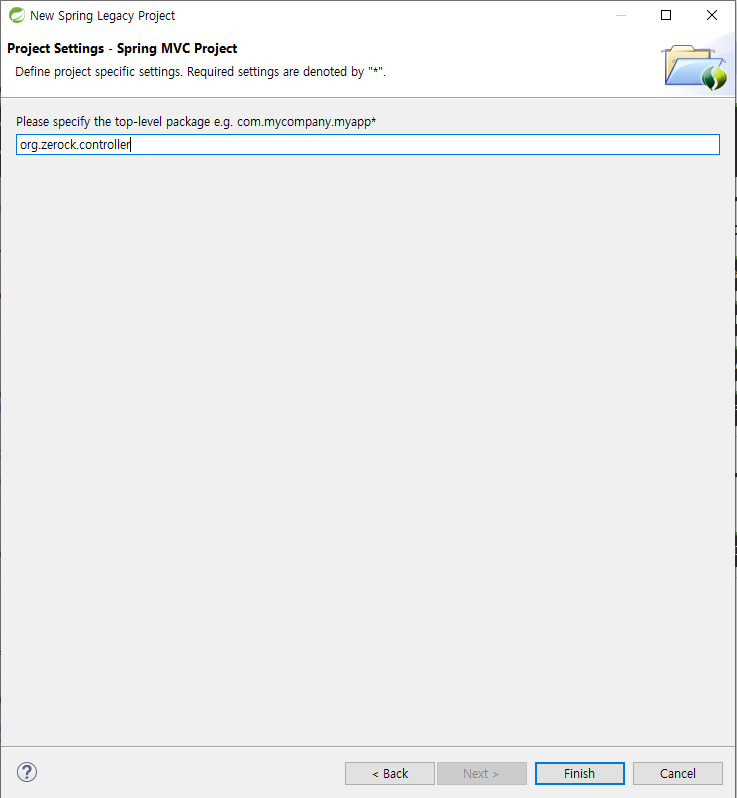 New Spring Legacy Project
Project Settings - Spring MVC Project
Define project specific settings. Required settings are denoted by "*".
Please specify the top-level package e.g. com.mycompany.myapp*
org.zerock.controller
?
< Back
Next >
Finish
Cancel